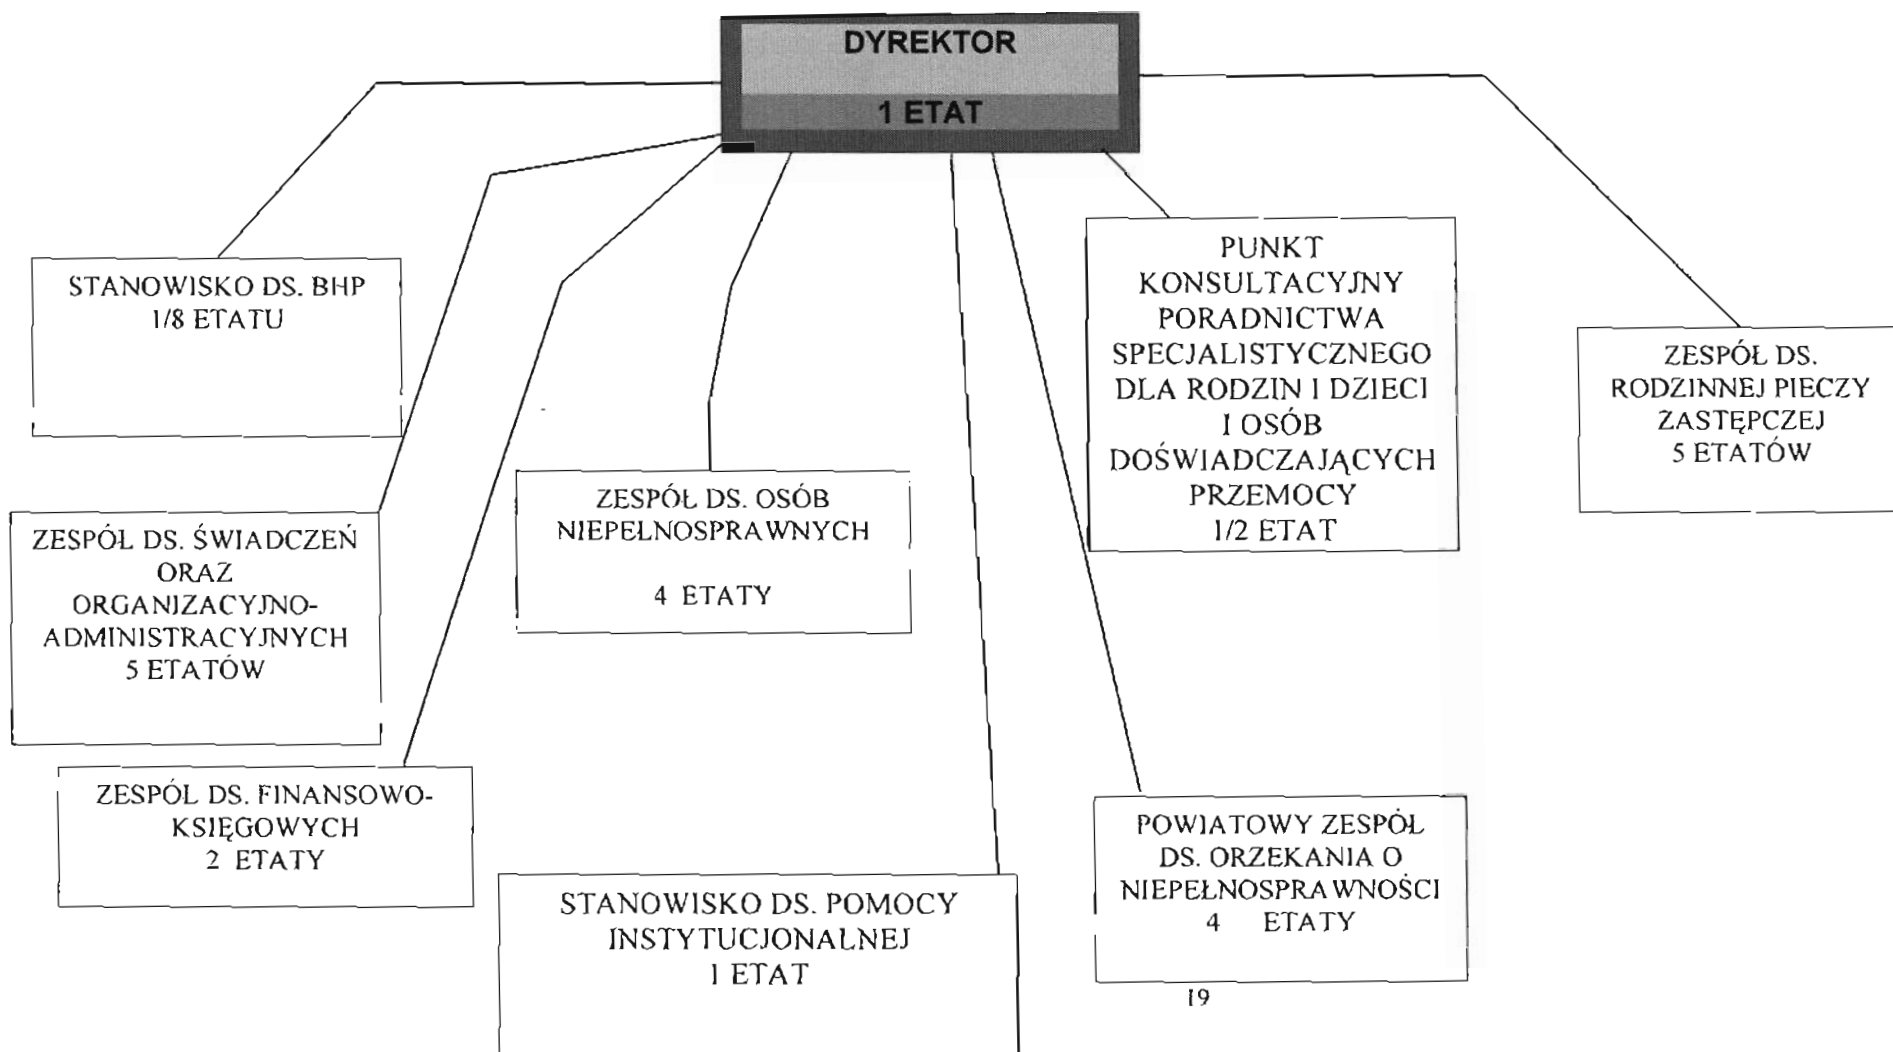 DYREKTOR
1 ETAT
STANOWISKO DS. BHP
1/8 ETATU
PUNKT
KONSULTACYJNY
PORADNICTWA
SPECJALISTYCZNEGO
DLA RODZIN I DZIECI
I OSÓB
DOŚWIADCZAJĄCYCH
PRZEMOCY
1/2 ETAT
ZESPÓŁ DS.
RODZINNEJ PIECZY
ZASTĘPCZEJ
5 ETATÓW
ZESPÓŁ DS. OSÓB
NIEPEŁNOSPRAWNYCH
4 ETATY
ZESPÓŁ DS. ŚWIADCZEŃ
ORAZ
ORGANIZACYJNO-
ADMINISTRACYJNYCH
5 ETATÓW
ZESPÓŁ DS. FINANSOWO-
KSIĘGOWYCH
2 ETATY
STANOWISKO DS. POMOCY
INSTYTUCJONALNEJ
1 ETAT
POWIATOWY ZESPÓŁ
DS. ORZEKANIA O
NIEPEŁNOSPRAWNOŚCI
4 ETATY
19